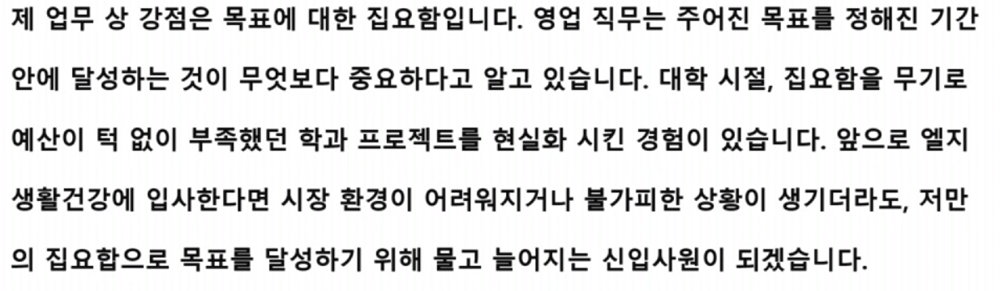 제 업무 상 강점은 목표에 대한 집요함입니다. 영업 직무는 주어진 목표를 정해진 기간
안에 달성하는 것이 무엇보다 중요하다고 알고 있습니다. 대학 시절, 집요함을 무기로
예산이 턱 없이 부족했던 학과 프로젝트를 현실화 시킨 경험이 있습니다. 앞으로 엘지
생활건강에 입사한다면 시장 환경이 어려워지거나 불가피한 상황이 생기더라도, 저만
의 집요합으로 목표를 달성하기 위해 물고 늘어지는 신입사원이 되겠습니다.